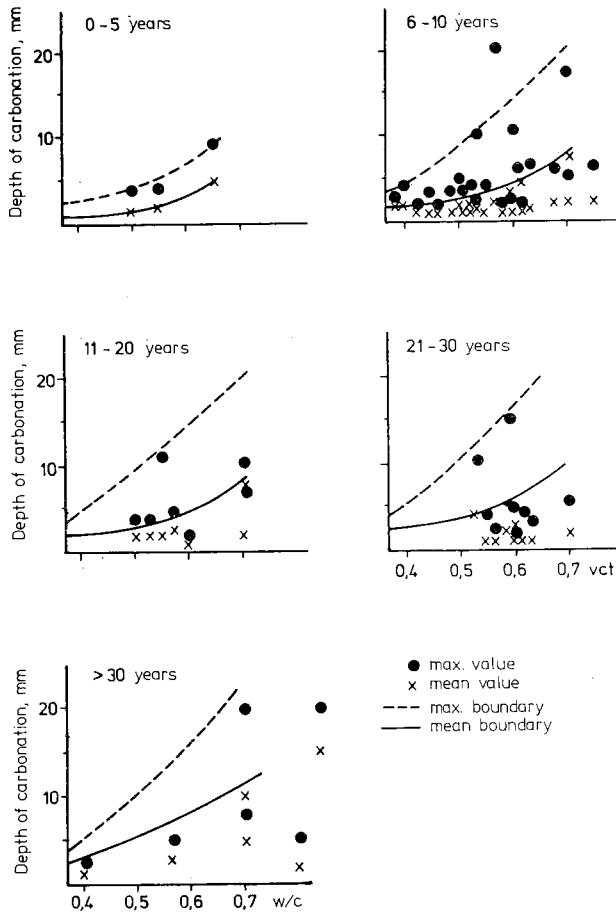 0-5 years
6-10 years
Depth of carbonation, mm
20
10
11-20 years
21-30 years
Depth of carbonation, mm
20
10
0,4 0,5 0,6 0,7 vct
> 30 years
Depth of carbonation, mm
20
10
0,4 0,5 0,6 0,7 w/c
max. value
mean value
max. boundary
mean boundary